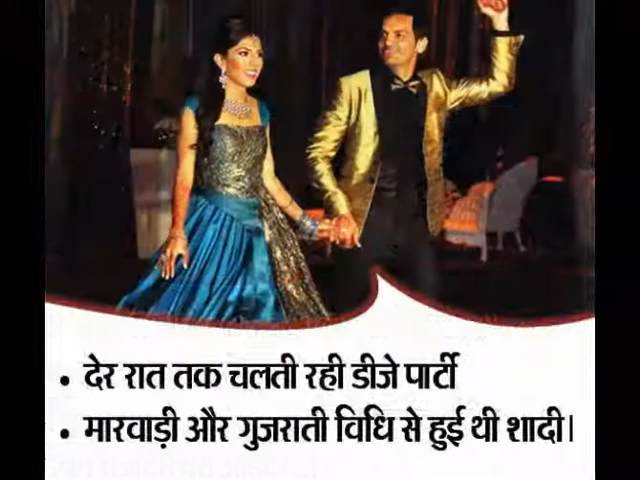 • देर रात तक चलती रही डीजे पार्टी
• मारवाड़ी और गुजराती विधि से हुई थी शादी।